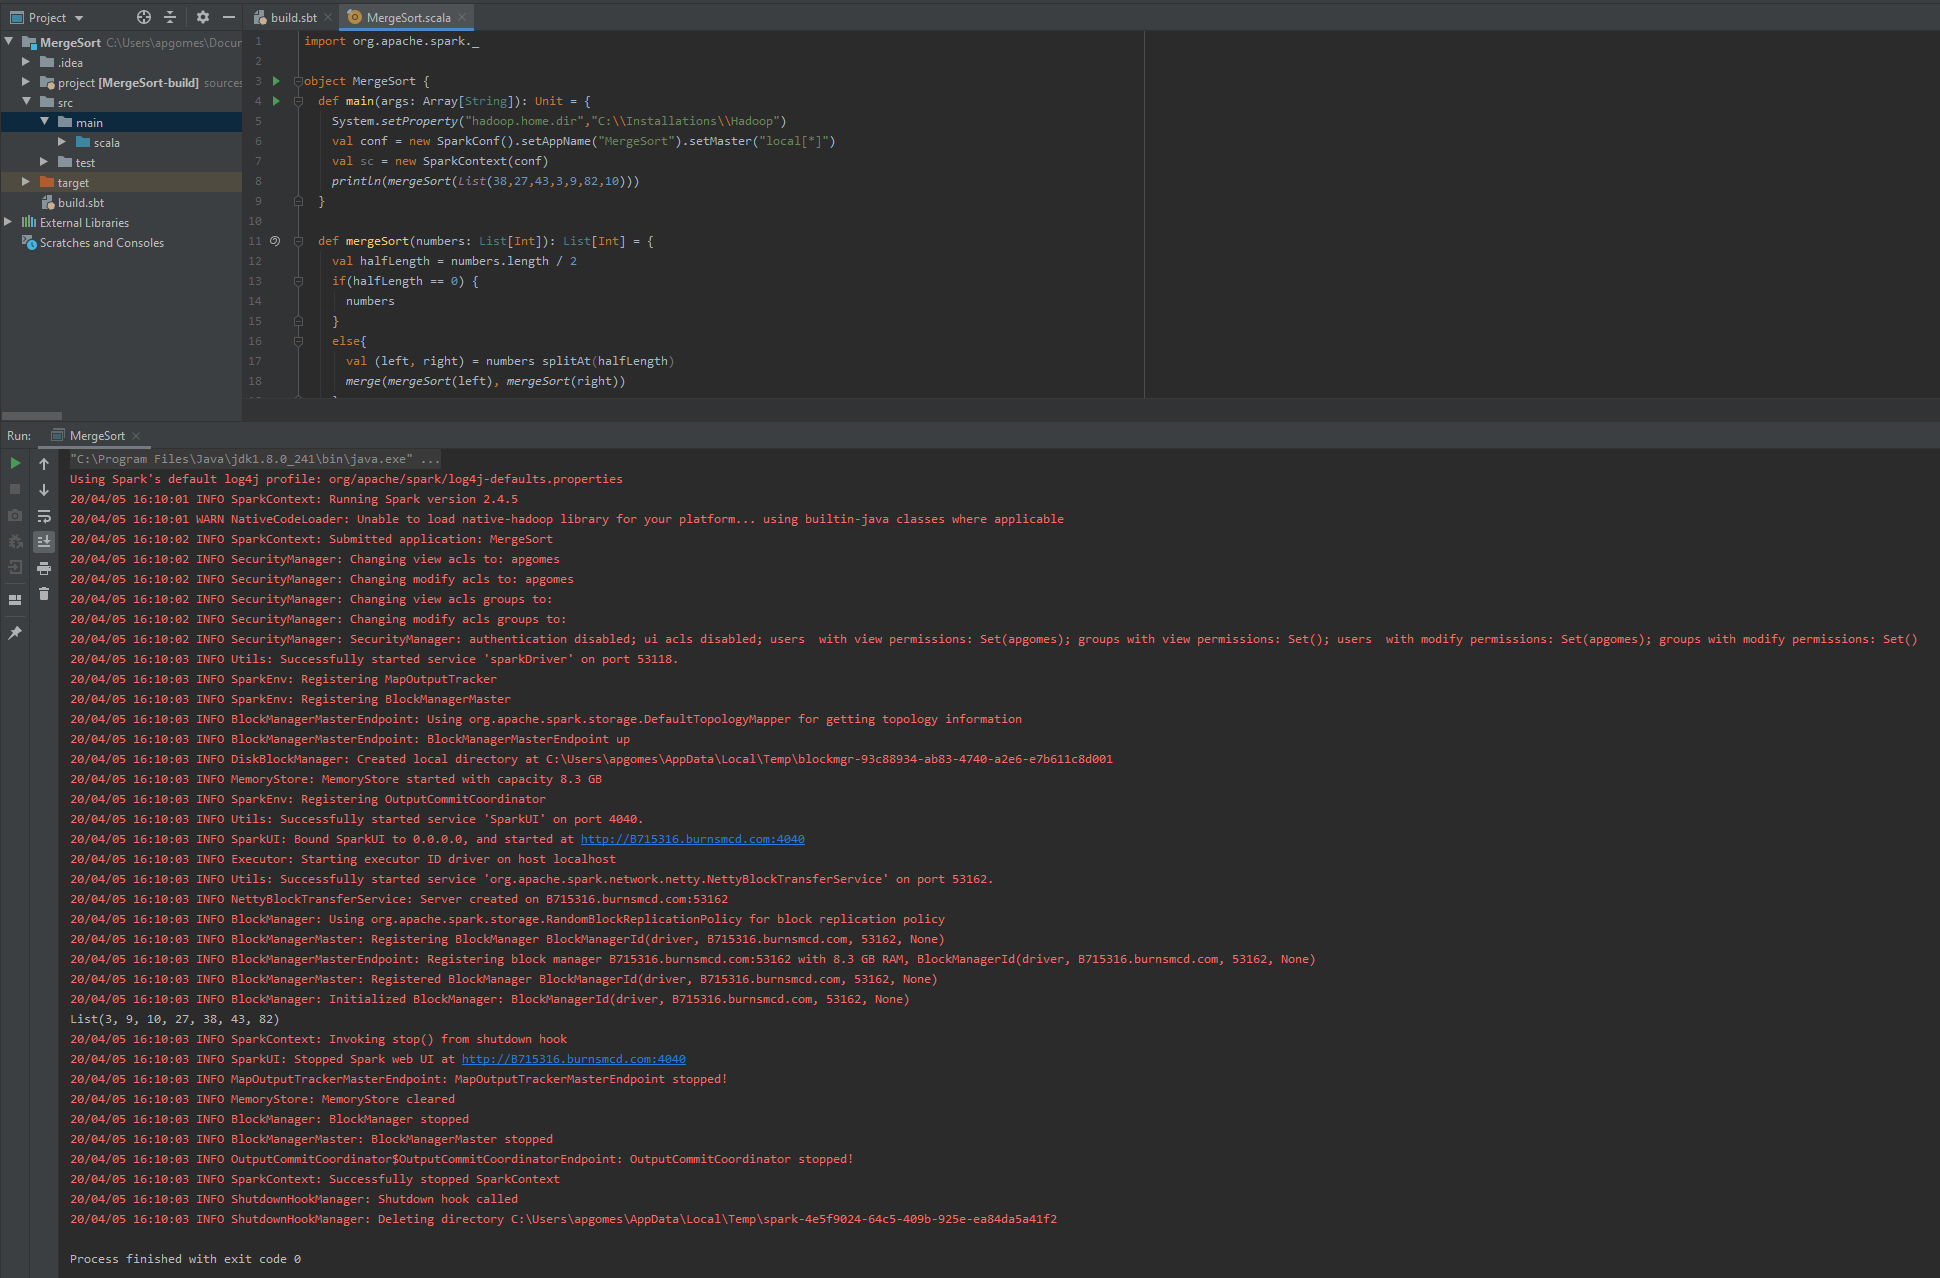 Project
MergeSort C:\Users\apgomes\Docur
.idea
project [MergeSort-build] sources
src
main
scala
test
target
build.sbt
External Libraries
Scratches and Consoles
build.sbt MergeSort.scala
1 import org.apache.spark._
2
3 object MergeSort {
4 def main(args: Array[String]): Unit = {
5 System.setProperty("hadoop.home.dir","C:\\Installations\\Hadoop")
6 val conf = new SparkConf().setAppName("MergeSort").setMaster("local[*]")
7 val sc = new SparkContext(conf)
8 println(mergeSort(List(38,27,43,3,9,82,10)))
9 }
10
11 def mergeSort(numbers: List[Int]): List[Int] = {
12 val halfLength = numbers.length / 2
13 if(halfLength == 0) {
14 numbers
15 }
16 else{
17 val (left, right) = numbers splitAt(halfLength)
18 merge(mergeSort(left), mergeSort(right))
Run: MergeSort
"C:\Program Files\Java\jdk1.8.0_241\bin\java.exe" ...
Using Spark's default log4j profile: org/apache/spark/log4j-defaults.properties
20/04/05 16:10:01 INFO SparkContext: Running Spark version 2.4.5
20/04/05 16:10:01 WARN NativeCodeLoader: Unable to load native-hadoop library for your platform... using builtin-java classes where applicable
20/04/05 16:10:02 INFO SparkContext: Submitted application: MergeSort
20/04/05 16:10:02 INFO SecurityManager: Changing view acls to: apgomes
20/04/05 16:10:02 INFO SecurityManager: Changing modify acls to: apgomes
20/04/05 16:10:02 INFO SecurityManager: Changing view acls groups to:
20/04/05 16:10:02 INFO SecurityManager: Changing modify acls groups to:
20/04/05 16:10:02 INFO SecurityManager: SecurityManager: authentication disabled; ui acls disabled; users  with view permissions: Set(apgomes); groups with view permissions: Set(); users  with modify permissions: Set(apgomes); groups with modify permissions: Set()
20/04/05 16:10:03 INFO Utils: Successfully started service 'sparkDriver' on port 53118.
20/04/05 16:10:03 INFO SparkEnv: Registering MapOutputTracker
20/04/05 16:10:03 INFO SparkEnv: Registering BlockManagerMaster
20/04/05 16:10:03 INFO BlockManagerMasterEndpoint: Using org.apache.spark.storage.DefaultTopologyMapper for getting topology information
20/04/05 16:10:03 INFO BlockManagerMasterEndpoint: BlockManagerMasterEndpoint up
20/04/05 16:10:03 INFO DiskBlockManager: Created local directory at C:\Users\apgomes\AppData\Local\Temp\blockmgr-93c88934-ab83-4740-a2e6-e7b611c8d001
20/04/05 16:10:03 INFO MemoryStore: MemoryStore started with capacity 8.3 GB
20/04/05 16:10:03 INFO SparkEnv: Registering OutputCommitCoordinator
20/04/05 16:10:03 INFO Utils: Successfully started service 'SparkUI' on port 4040.
20/04/05 16:10:03 INFO SparkUI: Bound SparkUI to 0.0.0.0, and started at http://B715316.burnsmcd.com:4040
20/04/05 16:10:03 INFO Executor: Starting executor ID driver on host localhost
20/04/05 16:10:03 INFO Utils: Successfully started service 'org.apache.spark.network.netty.NettyBlockTransferService' on port 53162.
20/04/05 16:10:03 INFO NettyBlockTransferService: Server created on B715316.burnsmcd.com:53162
20/04/05 16:10:03 INFO BlockManager: Using org.apache.spark.storage.RandomBlockReplicationPolicy for block replication policy
20/04/05 16:10:03 INFO BlockManagerMaster: Registering BlockManager BlockManagerId(driver, B715316.burnsmcd.com, 53162, None)
20/04/05 16:10:03 INFO BlockManagerMasterEndpoint: Registering block manager B715316.burnsmcd.com:53162 with 8.3 GB RAM, BlockManagerId(driver, B715316.burnsmcd.com, 53162, None)
20/04/05 16:10:03 INFO BlockManagerMaster: Registered BlockManager BlockManagerId(driver, B715316.burnsmcd.com, 53162, None)
20/04/05 16:10:03 INFO BlockManager: Initialized BlockManager: BlockManagerId(driver, B715316.burnsmcd.com, 53162, None)
List(3, 9, 10, 27, 38, 43, 82)
20/04/05 16:10:03 INFO SparkContext: Invoking stop() from shutdown hook
20/04/05 16:10:03 INFO SparkUI: Stopped Spark web UI at http://B715316.burnsmcd.com:4040
20/04/05 16:10:03 INFO MapOutputTrackerMasterEndpoint: MapOutputTrackerMasterEndpoint stopped!
20/04/05 16:10:03 INFO MemoryStore: MemoryStore cleared
20/04/05 16:10:03 INFO BlockManager: BlockManager stopped
20/04/05 16:10:03 INFO BlockManagerMaster: BlockManagerMaster stopped
20/04/05 16:10:03 INFO OutputCommitCoordinator$OutputCommitCoordinatorEndpoint: OutputCommitCoordinator stopped!
20/04/05 16:10:03 INFO SparkContext: Successfully stopped SparkContext
20/04/05 16:10:03 INFO ShutdownHookManager: Shutdown hook called
20/04/05 16:10:03 INFO ShutdownHookManager: Deleting directory C:\Users\apgomes\AppData\Local\Temp\spark-4e5f9024-64c5-409b-925e-ea84da5a41f2
Process finished with exit code 0